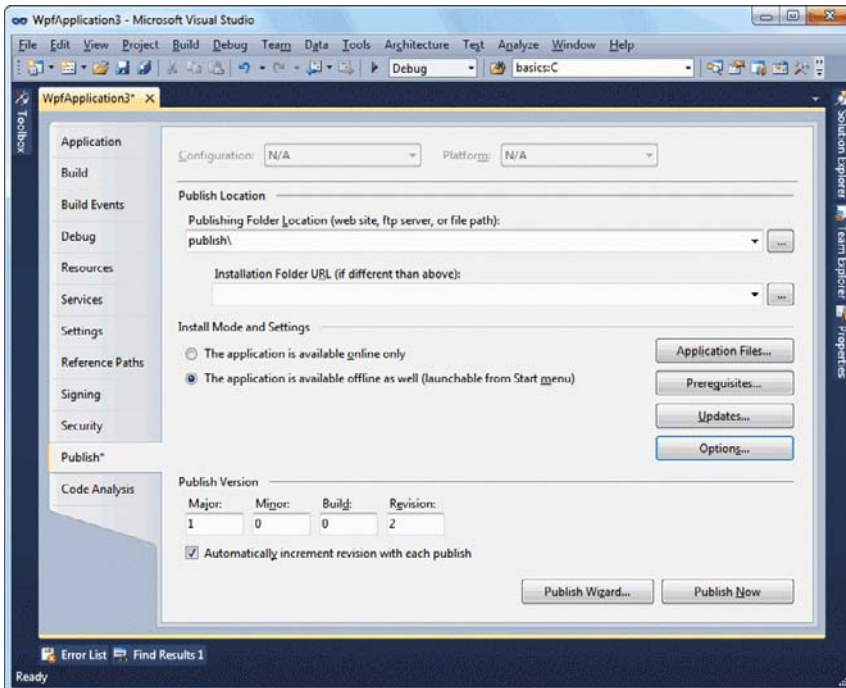 WpfApplication3 - Microsoft Visual Studio
File Edit View Project Build Debug Team Data Tools Architecture Test Analyze Window Help
Debug basics:C
WpfApplication3* X
Toolbox
Solution Explorer
Team Explorer
Properties
Application
Build
Build Events
Debug
Resources
Services
Settings
Reference Paths
Signing
Security
Publish*
Code Analysis
Configuration: N/A Platform: N/A
Publish Location
Publishing Folder Location (web site, ftp server, or file path):
publish\
...
Installation Folder URL (if different than above):
...
Install Mode and Settings
The application is available online only
The application is available offline as well (launchable from Start menu)
Application Files...
Prerequisites...
Updates...
Options...
Publish Version
Major: Minor: Build: Revision:
1 0 0 2
Automatically increment revision with each publish
Publish Wizard... Publish Now
Error List Find Results 1
Ready